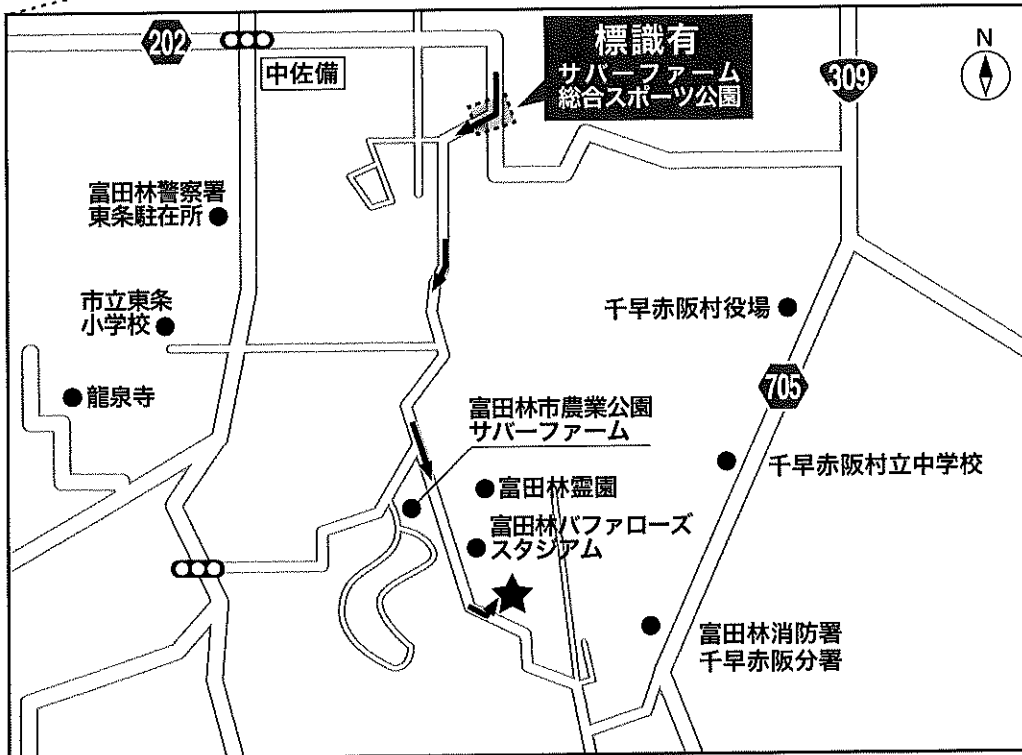 202
中佐備
標識有
サバーファーム
総合スポーツ公園
309
N
富田林警察署
東条駐在所
市立東条
小学校
龍泉寺
千早赤阪村役場
705
富田林市農業公園
サバーファーム
千早赤阪村立中学校
富田林霊園
富田林バファローズ
スタジアム
富田林消防署
千早赤阪分署